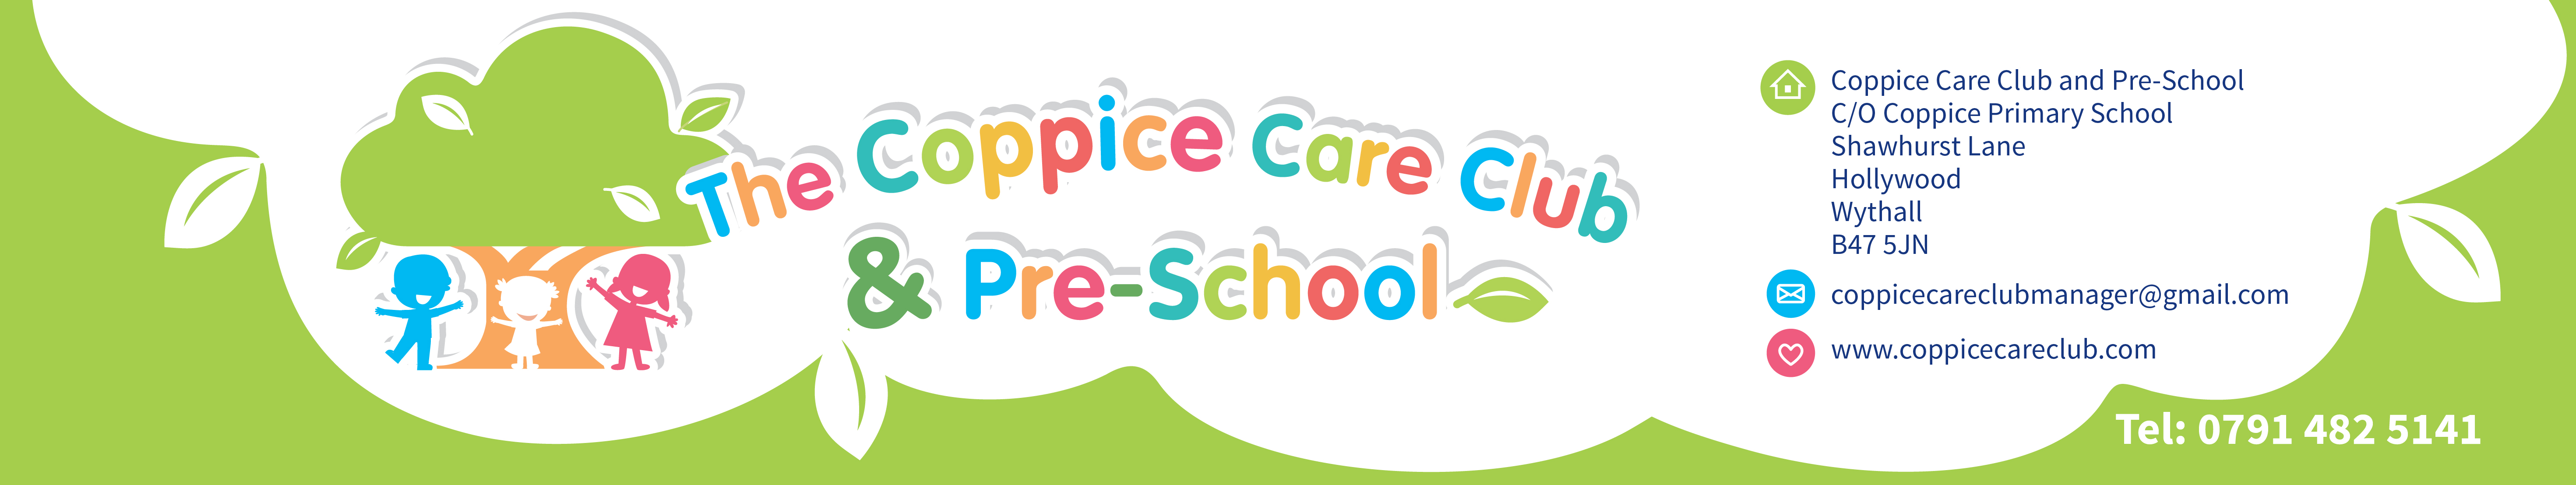 The Coppice Care Club
& Pre-School
Coppice Care Club and Pre-School
C/O Coppice Primary School
Shawhurst Lane
Hollywood
Wythall
B47 5JN
coppicecareclubmanager@gmail.com
www.coppicecareclub.com
Tel: 0791 482 5141